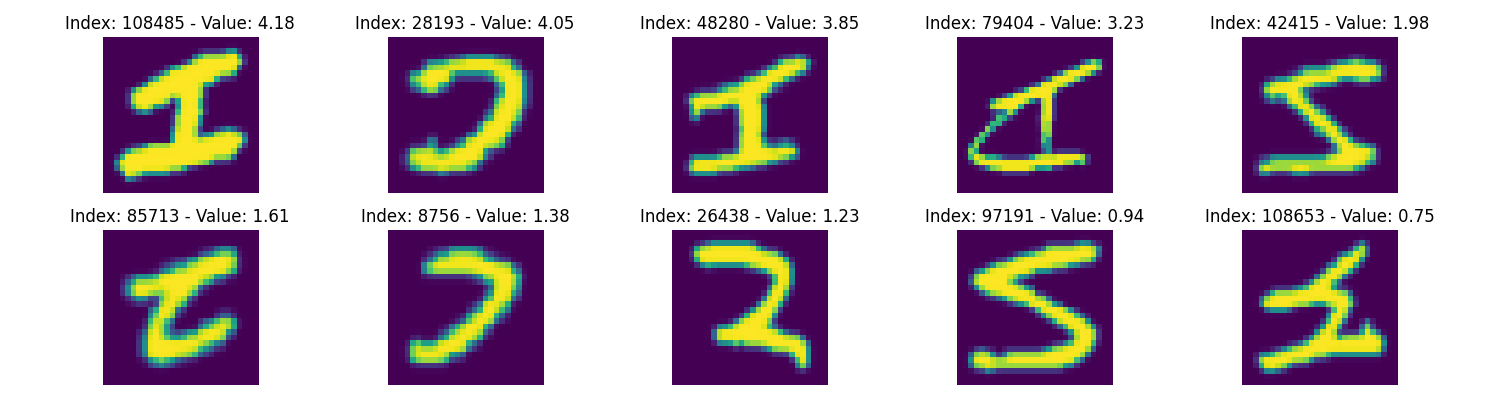 Index: 108485 - Value: 4.18 Index: 28193 - Value: 4.05 Index: 48280 - Value: 3.85 Index: 79404 - Value: 3.23 Index: 42415 - Value: 1.98
Index: 85713 - Value: 1.61 Index: 8756 - Value: 1.38 Index: 26438 - Value: 1.23 Index: 97191 - Value: 0.94 Index: 108653 - Value: 0.75